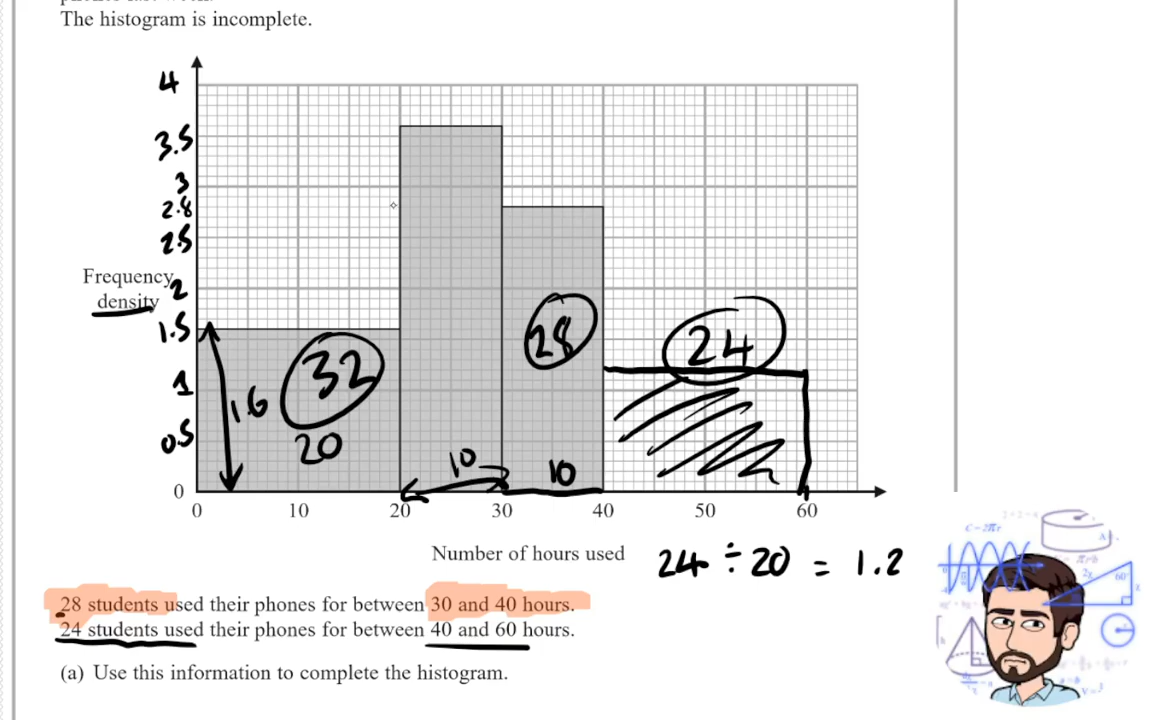 The histogram is incomplete.
4
3.5
3
2.8
2.5
Frequency
density
2
1.5
1
0.5
0
1.6
32
20
10
28
10
24
0 10 20 30 40 50 60
Number of hours used
24 ÷ 20 = 1.2
28 students used their phones for between 30 and 40 hours.
24 students used their phones for between 40 and 60 hours.
(a) Use this information to complete the histogram.